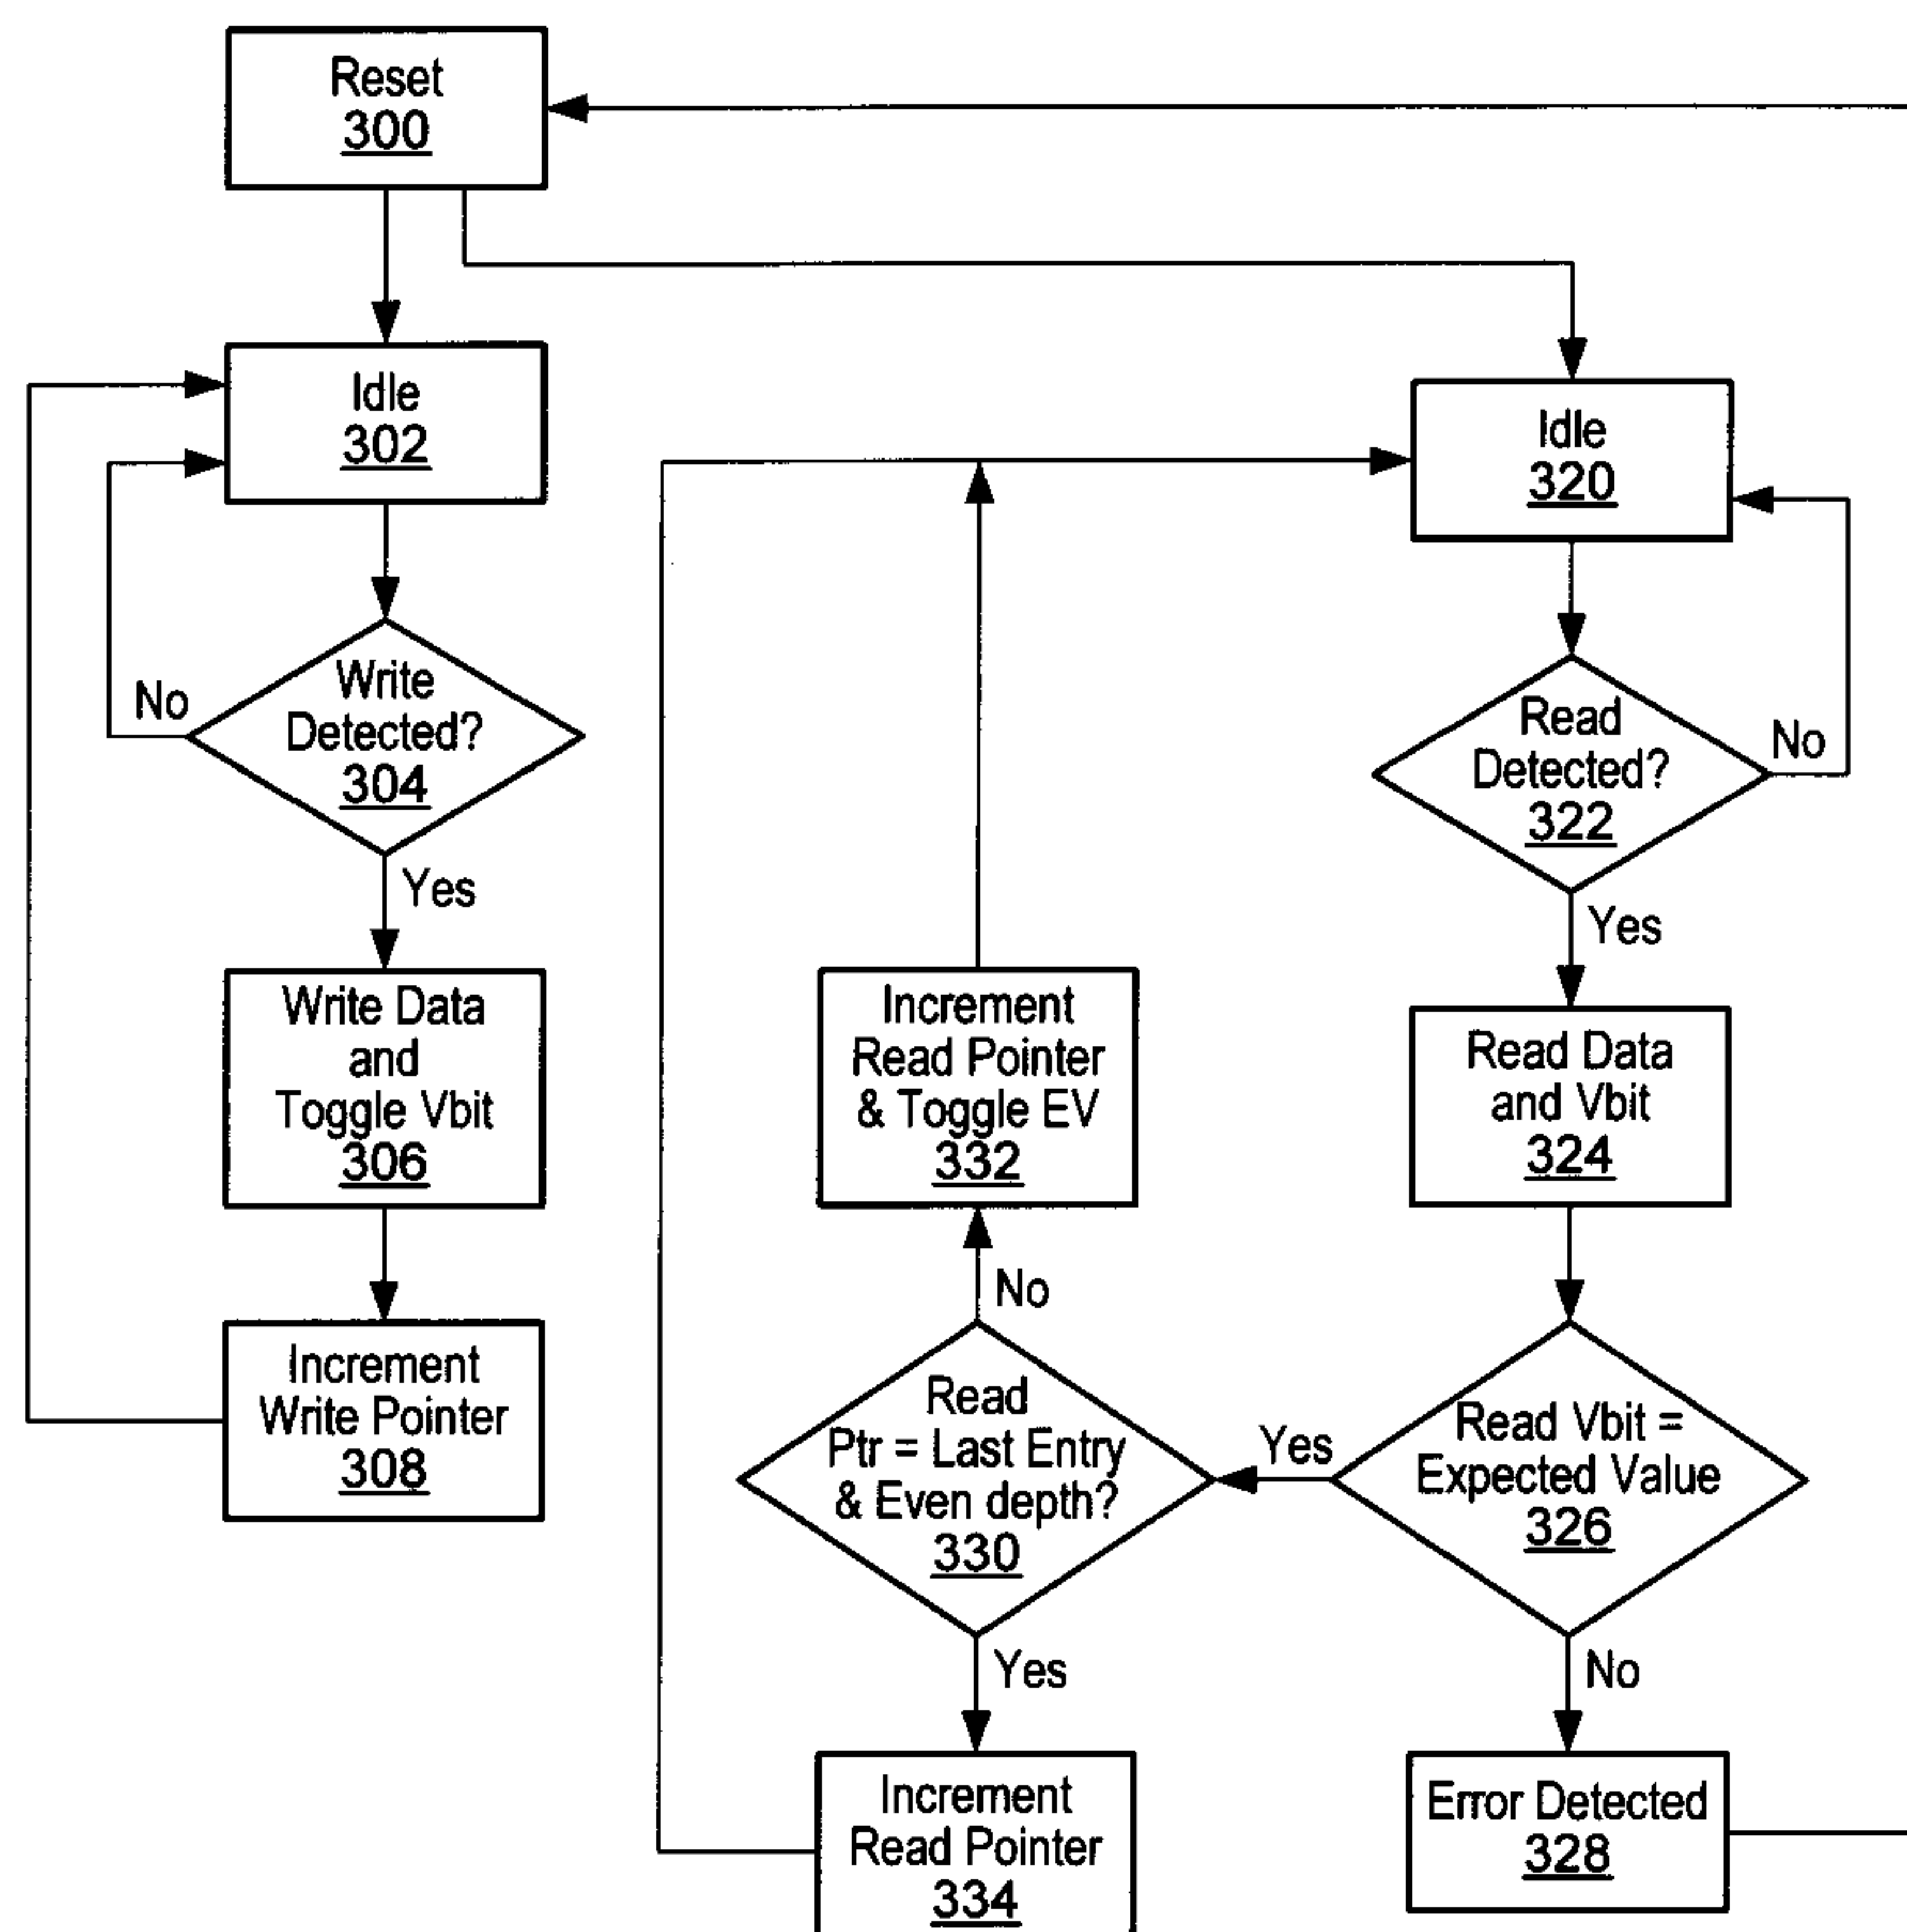 Reset
300
Idle
302
Write
Detected?
304
No
Yes
Write Data
and
Toggle Vbit
306
Increment
Write Pointer
308
Idle
320
Read
Detected?
322
No
Yes
Read Data
and Vbit
324
Read Vbit =
Expected Value
326
Yes
No
Error Detected
328
Read
Ptr = Last Entry
& Even depth?
330
No
Increment
Read Pointer
& Toggle EV
332
Yes
Increment
Read Pointer
334